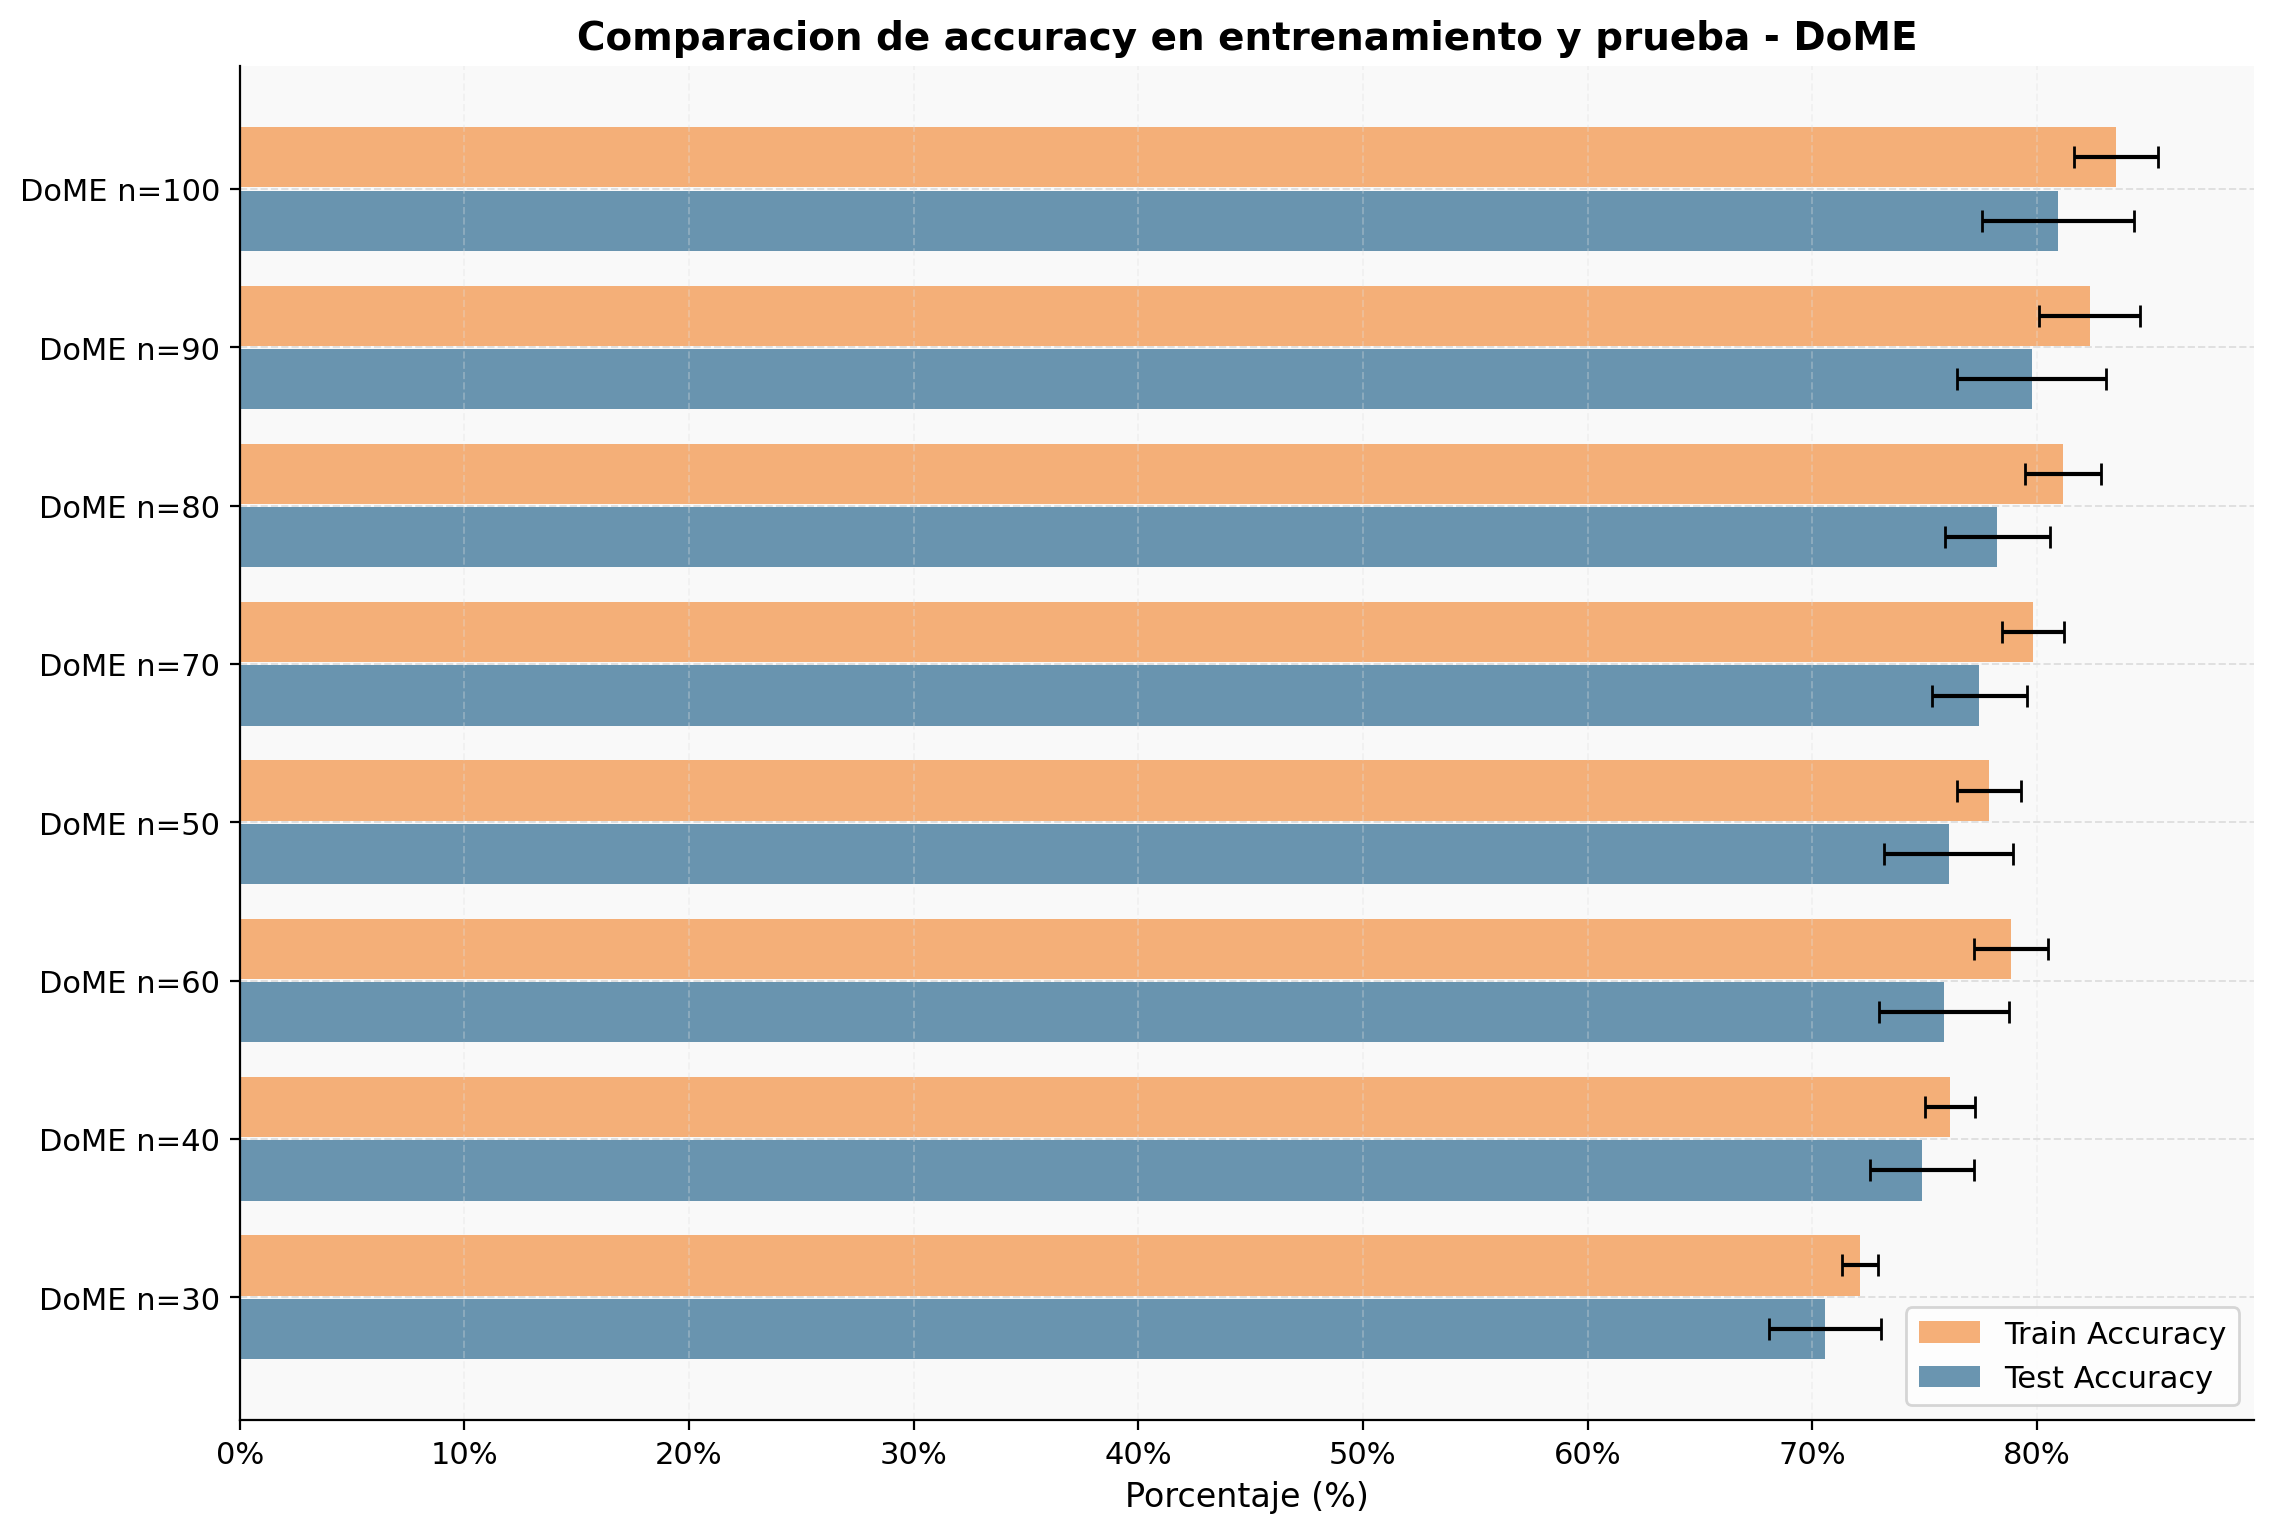 Comparacion de accuracy en entrenamiento y prueba - DoME
DoME n=100
DoME n=90
DoME n=80
DoME n=70
DoME n=50
DoME n=60
DoME n=40
DoME n=30
Train Accuracy
Test Accuracy
0% 10% 20% 30% 40% 50% 60% 70% 80%
Porcentaje (%)